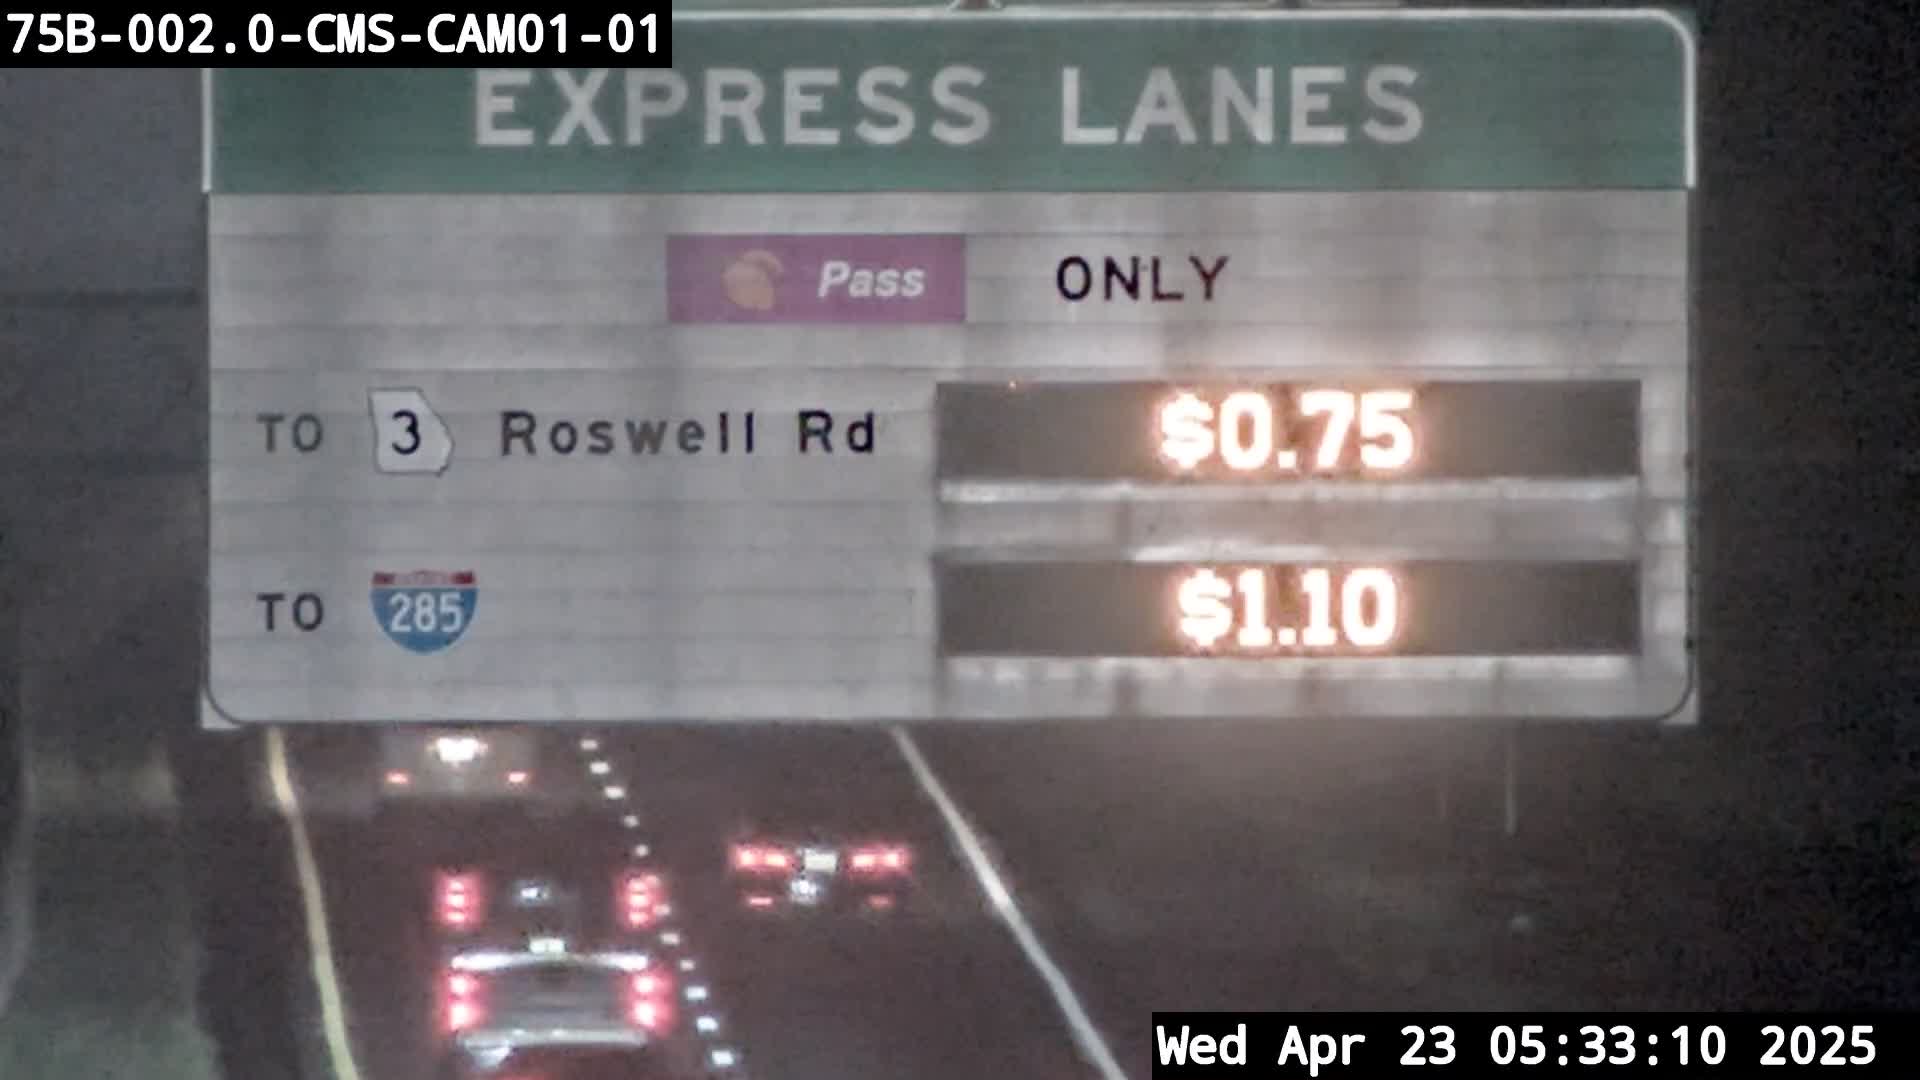 75B-002.0-CMS-CAM01-01
EXPRESS LANES
Pass ONLY
TO 3 Roswell Rd $0.75
TO 285 $1.10
Wed Apr 23 05:33:10 2025